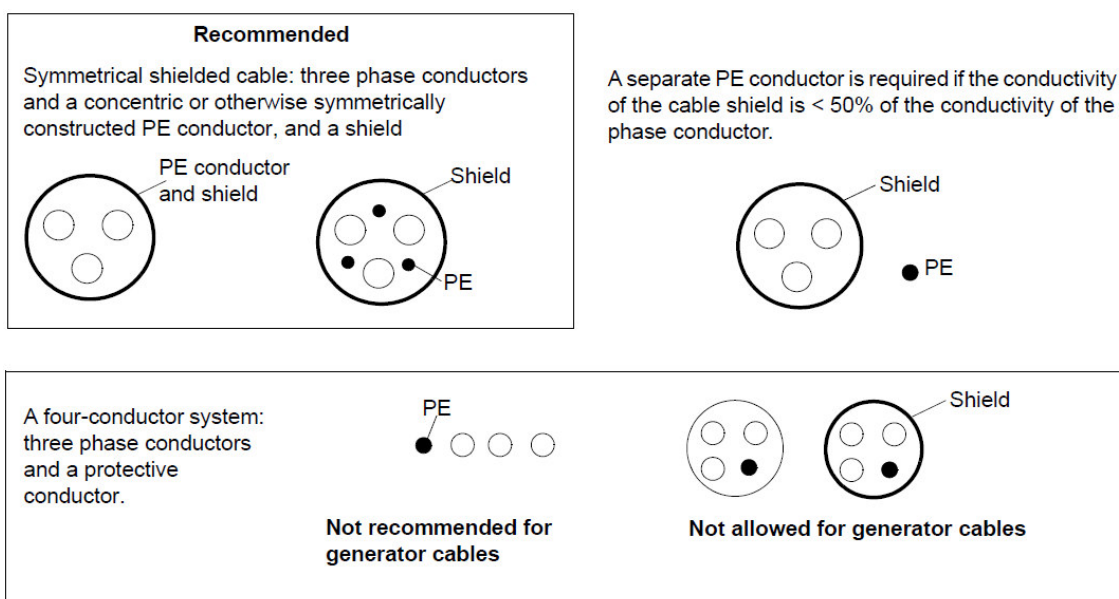 Recommended
Symmetrical shielded cable: three phase conductors
and a concentric or otherwise symmetrically
constructed PE conductor, and a shield
PE conductor
and shield
Shield
PE
A separate PE conductor is required if the conductivity
of the cable shield is < 50% of the conductivity of the
phase conductor.
Shield
PE
A four-conductor system:
three phase conductors
and a protective
conductor.
PE
Not recommended for
generator cables
Shield
Not allowed for generator cables